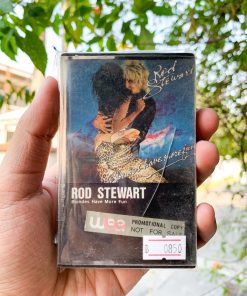 Rod
Stewart
ROD STEWART
Blondes Have More Fun
PROMOTIONAL COPY
NOT FOR SALE
0850